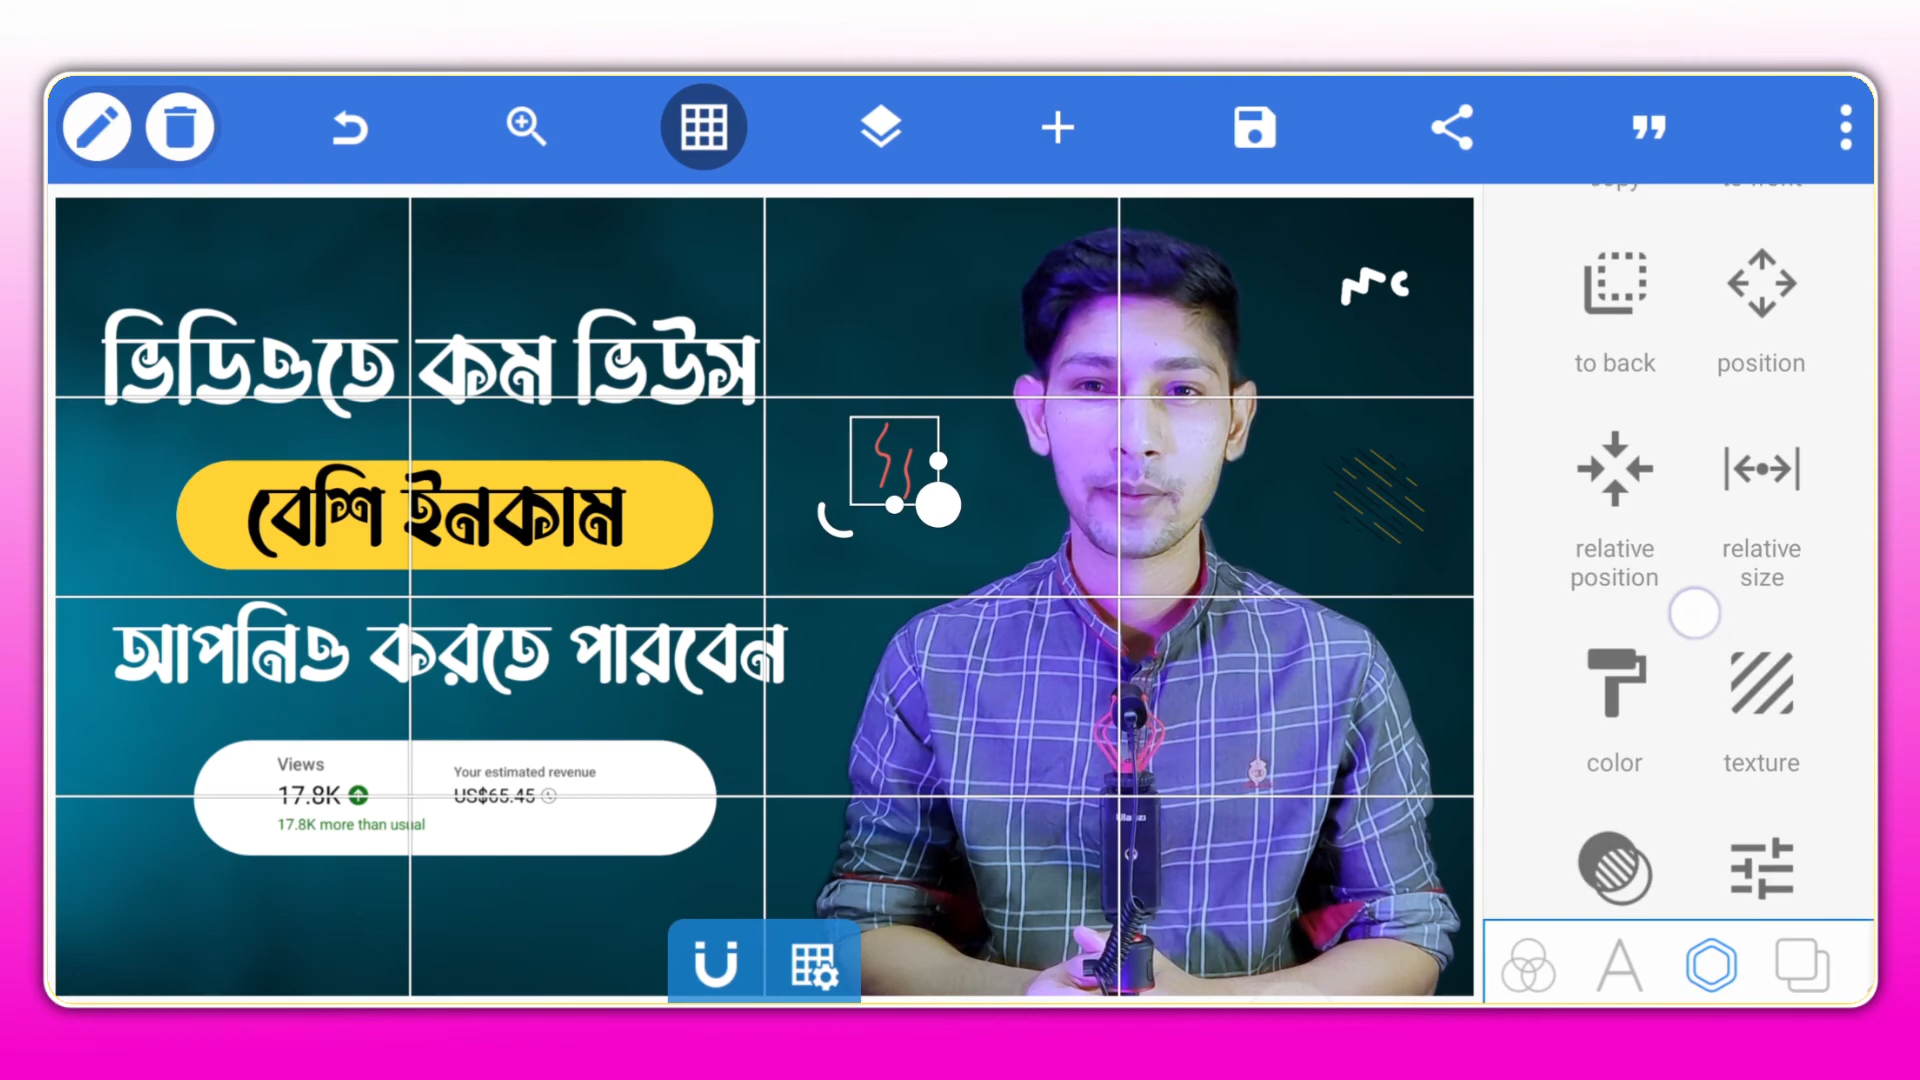 ভিডিওতে কম ভিউস
to back
position
বেশি ইনকাম
relative position
relative size
আপনিও করতে পারবেন
color
texture
Views
17.8K
17.8K more than usual
Your estimated revenue
US$65.45
Ulanzi